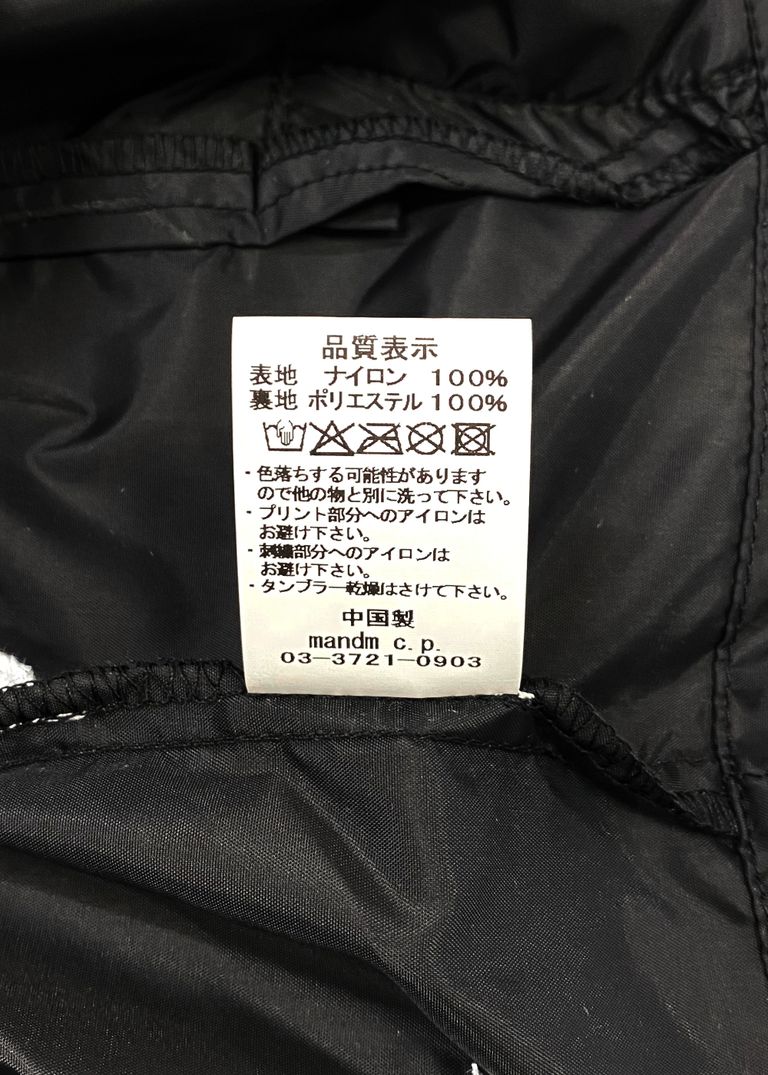 品質表示
表地 ナイロン 100%
裏地 ポリエステル 100%
・色落ちする可能性があります
ので他の物と別に洗って下さい。
・プリント部分へのアイロンは
お避け下さい。
・刺繍部分へのアイロンは
お避け下さい。
・タンブラー乾燥はさけて下さい。
中国製
mandm c.p.
03-3721-0903